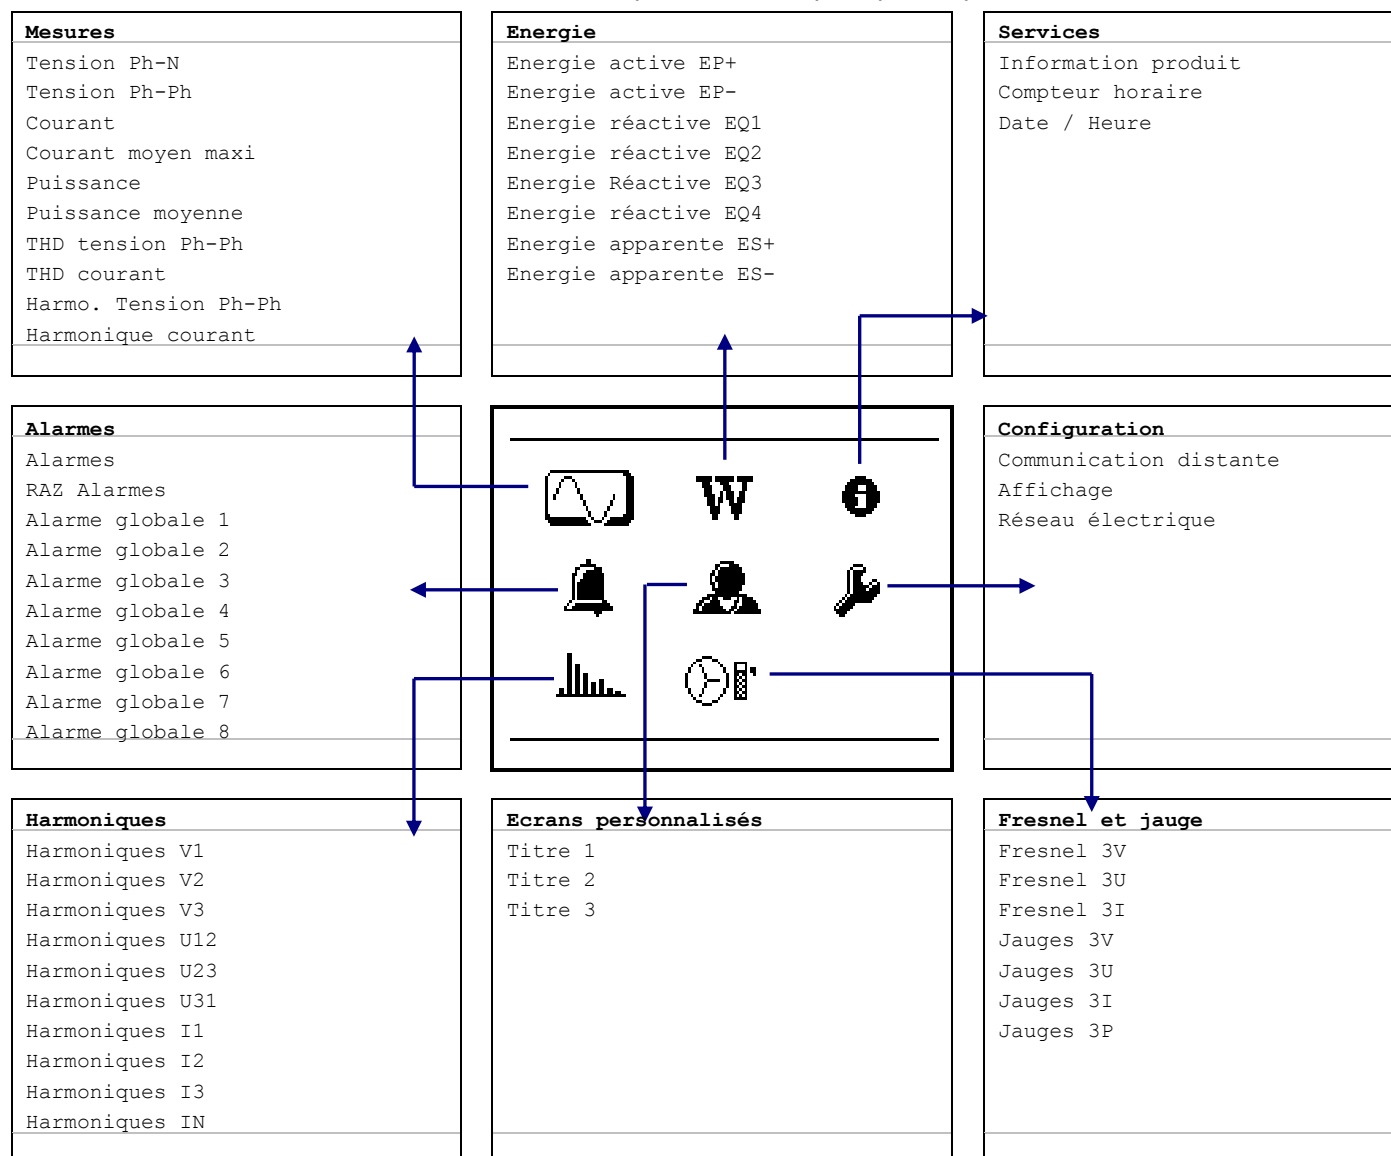 Mesures
Tension Ph-N
Tension Ph-Ph
Courant
Courant moyen maxi
Puissance
Puissance moyenne
THD tension Ph-Ph
THD courant
Harmo. Tension Ph-Ph
Harmonique courant
Energie
Energie active EP+
Energie active EP-
Energie réactive EQ1
Energie réactive EQ2
Energie Réactive EQ3
Energie réactive EQ4
Energie apparente ES+
Energie apparente ES-
Services
Information produit
Compteur horaire
Date / Heure
Alarmes
Alarmes
RAZ Alarmes
Alarme globale 1
Alarme globale 2
Alarme globale 3
Alarme globale 4
Alarme globale 5
Alarme globale 6
Alarme globale 7
Alarme globale 8
W
Configuration
Communication distante
Affichage
Réseau électrique
Harmoniques
Harmoniques V1
Harmoniques V2
Harmoniques V3
Harmoniques U12
Harmoniques U23
Harmoniques U31
Harmoniques I1
Harmoniques I2
Harmoniques I3
Harmoniques IN
Ecrans personnalisés
Titre 1
Titre 2
Titre 3
Fresnel et jauge
Fresnel 3V
Fresnel 3U
Fresnel 3I
Jauges 3V
Jauges 3U
Jauges 3I
Jauges 3P